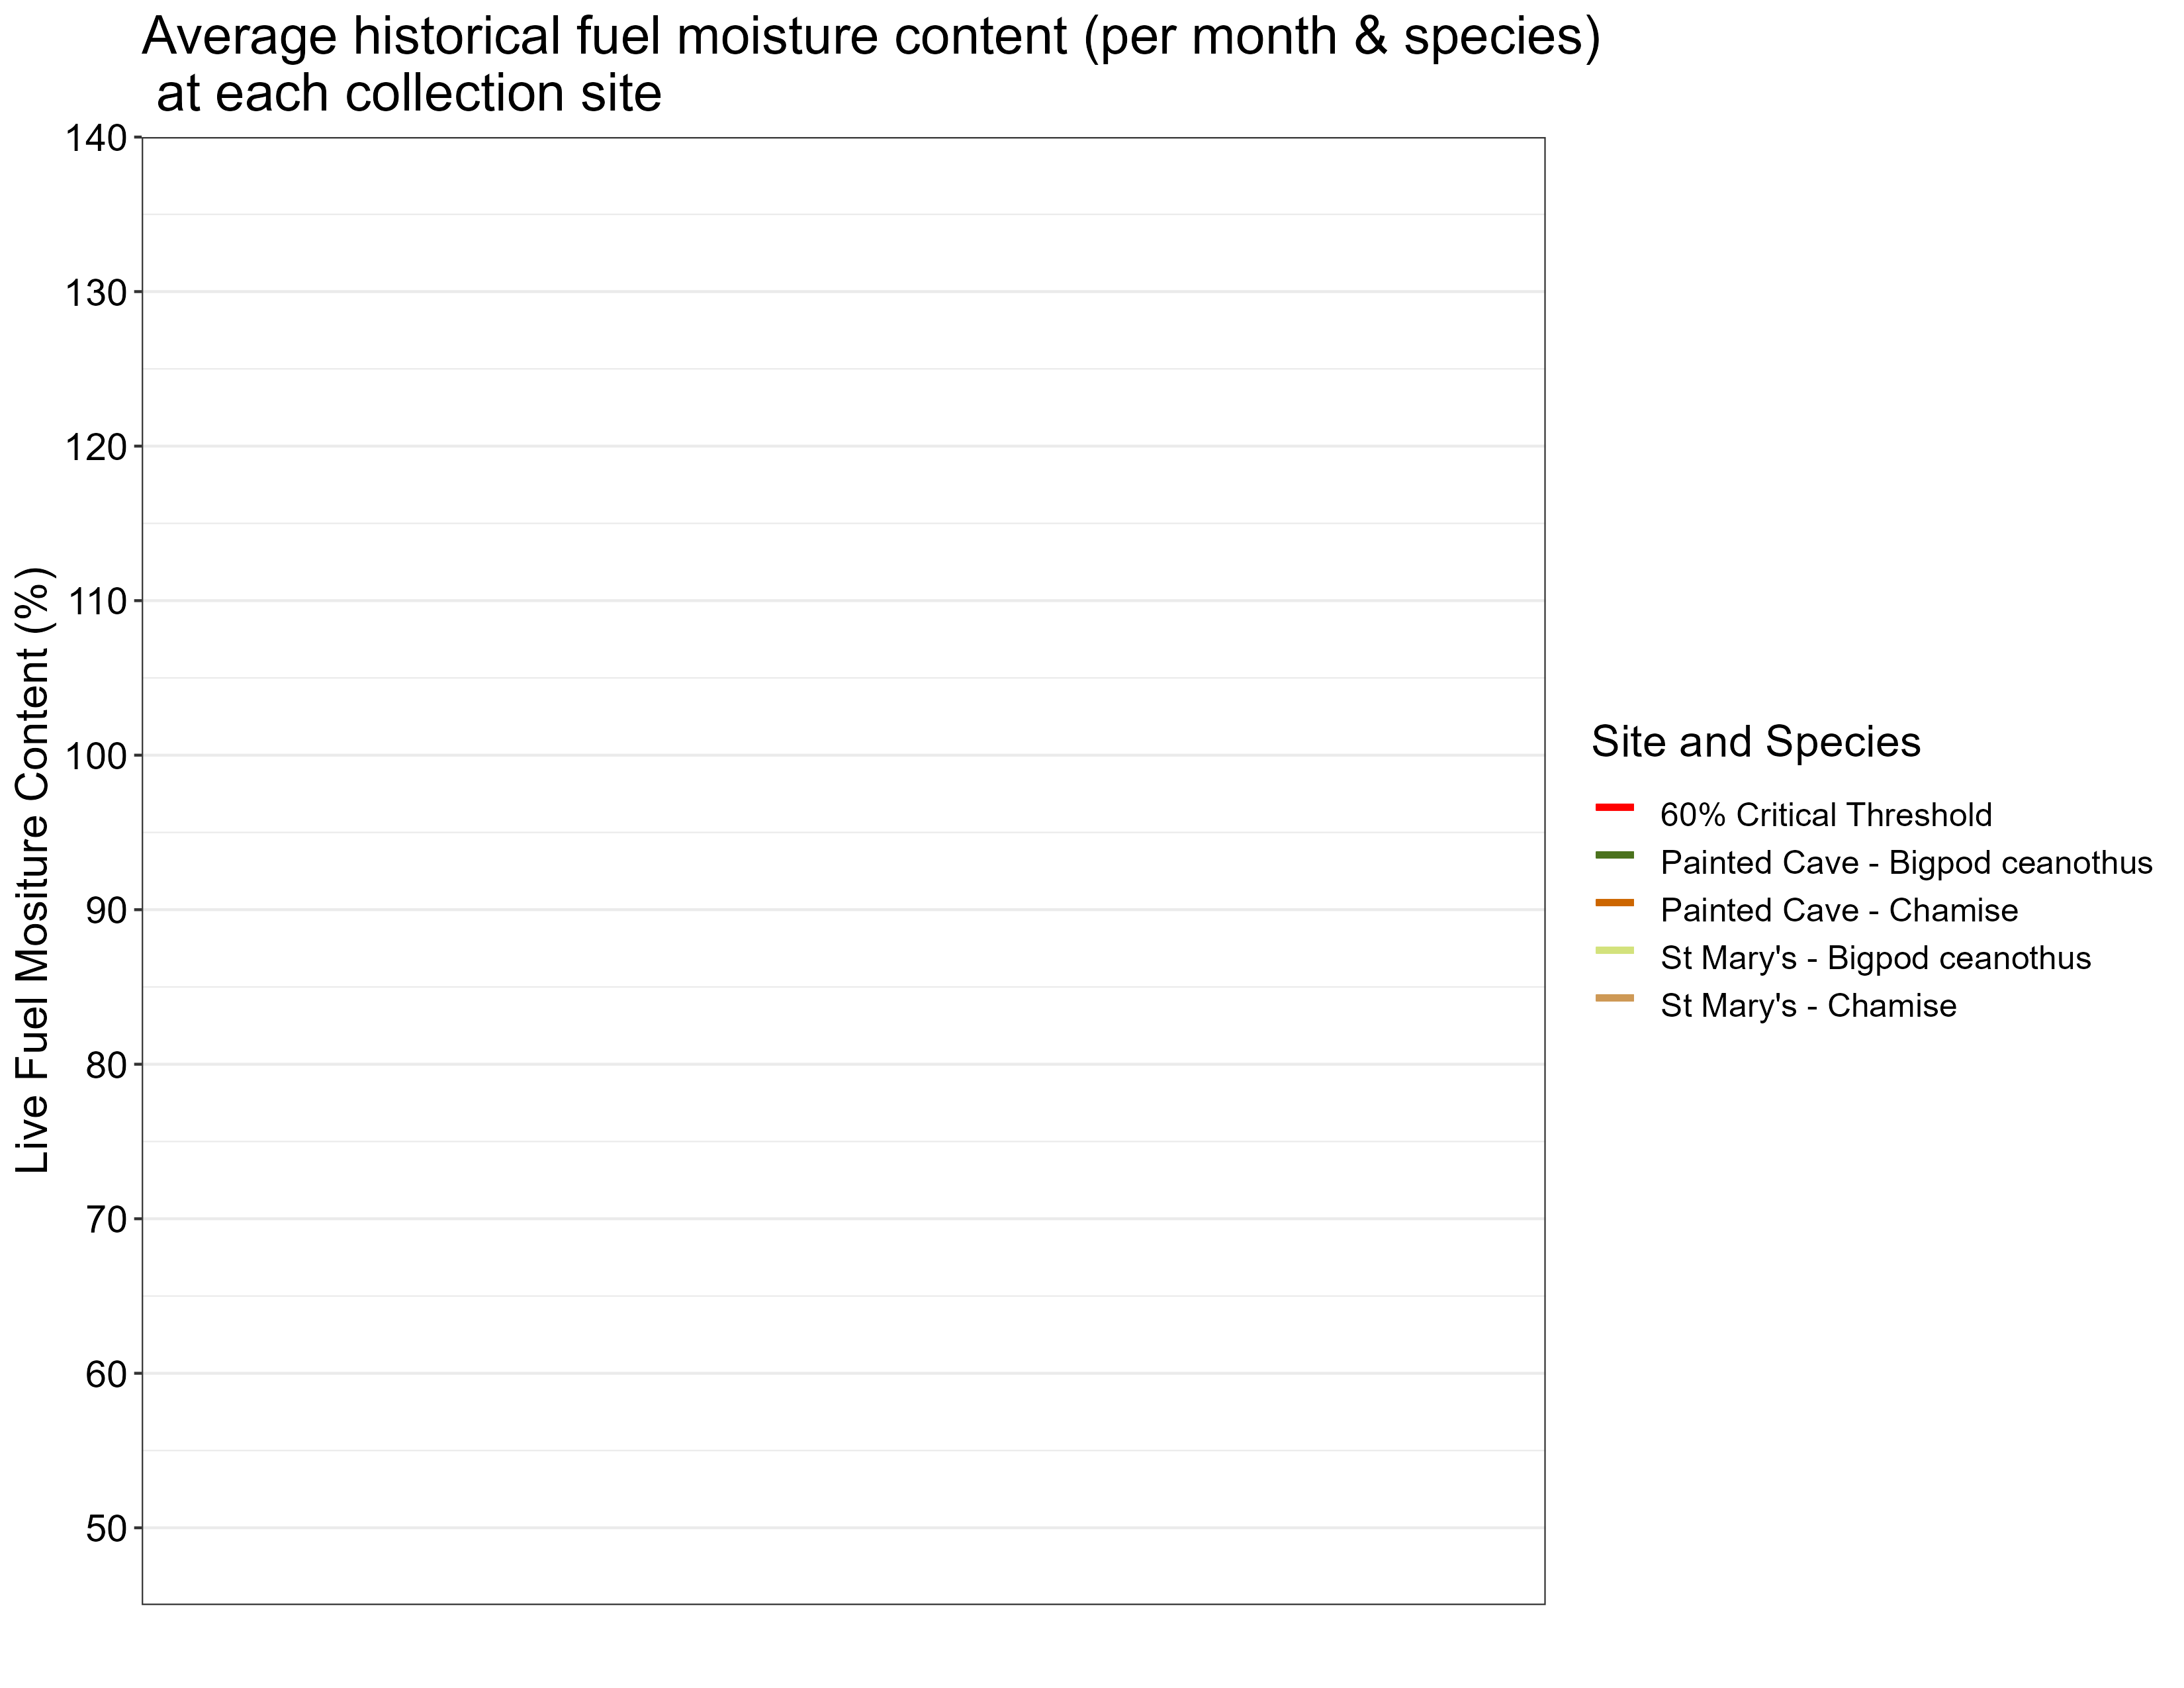 Average historical fuel moisture content (per month & species)
at each collection site
140
130
120
110
100
90
80
70
60
50
Live Fuel Mositure Content (%)
Site and Species
60% Critical Threshold
Painted Cave - Bigpod ceanothus
Painted Cave - Chamise
St Mary's - Bigpod ceanothus
St Mary's - Chamise